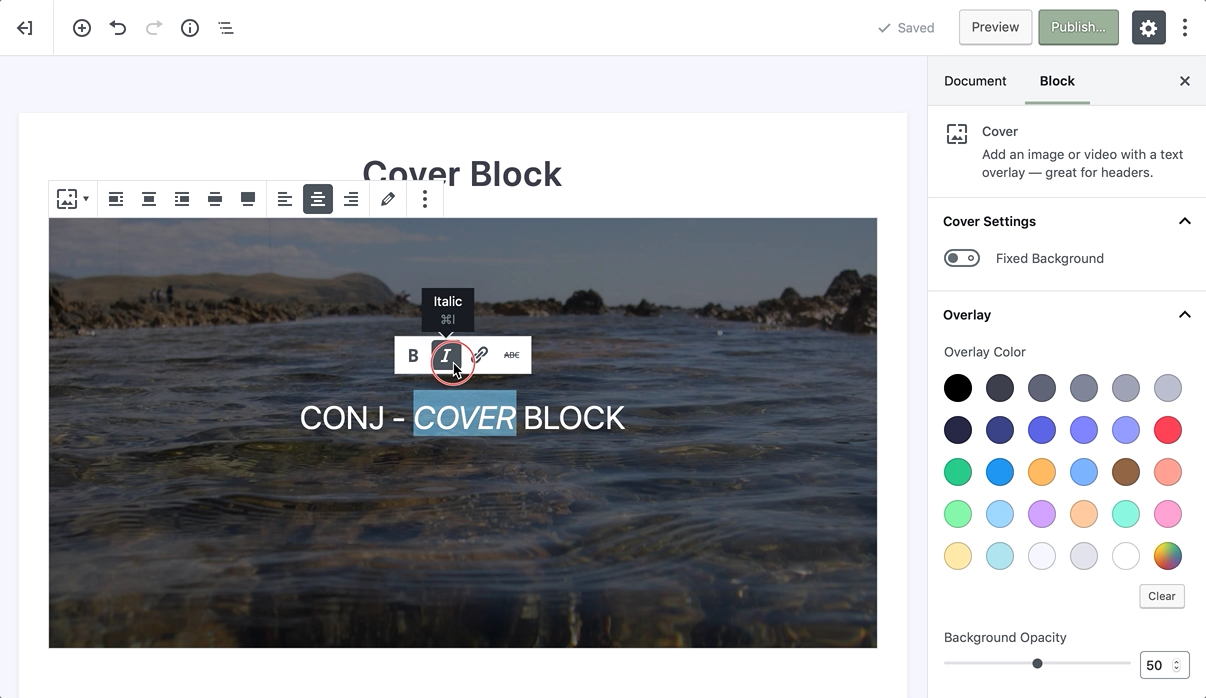 Saved
Preview
Publish...
Document
Block
Cover
Add an image or video with a text
overlay — great for headers.
Cover Block
Cover Settings
Fixed Background
Italic
⌘I
B I ABC
CONJ - COVER BLOCK
Overlay
Overlay Color
Clear
Background Opacity
50